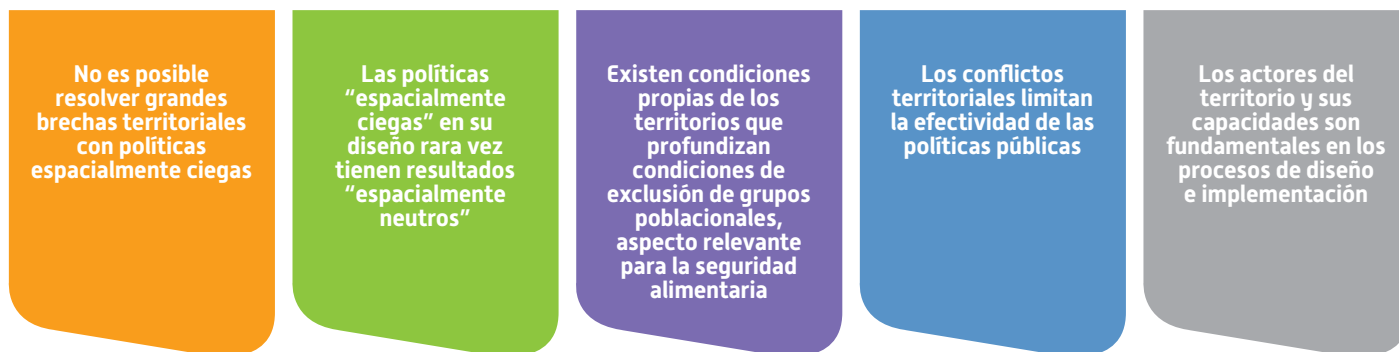 No es posible
resolver grandes
brechas territoriales
con políticas
espacialmente ciegas
Las políticas
“espacialmente
ciegas” en su
diseño rara vez
tienen resultados
“espacialmente
neutros”
Existen condiciones
propias de los
territorios que
profundizan
condiciones de
exclusión de grupos
poblacionales,
aspecto relevante
para la seguridad
alimentaria
Los conflictos
territoriales limitan
la efectividad de las
políticas públicas
Los actores del
territorio y sus
capacidades son
fundamentales en los
procesos de diseño
e implementación